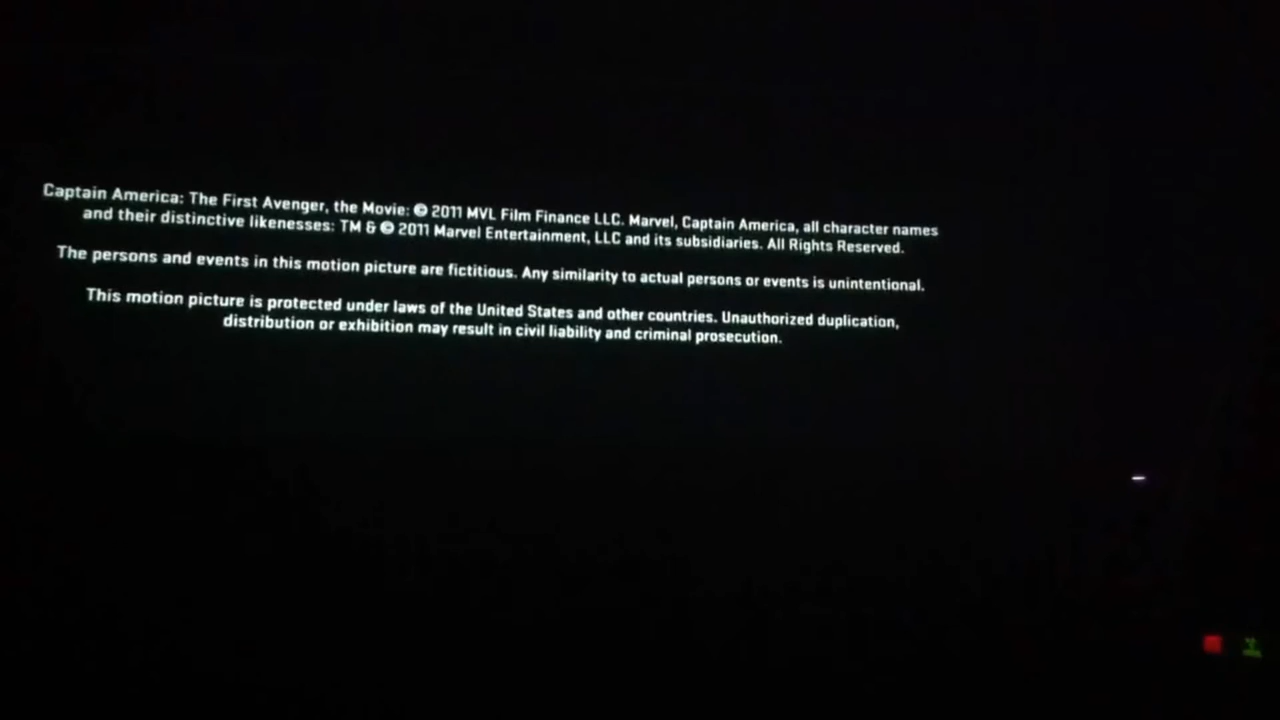 Captain America: The First Avenger, the Movie: © 2011 MVL Film Finance LLC. Marvel, Captain America, all character names
and their distinctive likenesses: TM & © 2011 Marvel Entertainment, LLC and its subsidiaries. All Rights Reserved.
The persons and events in this motion picture are fictitious. Any similarity to actual persons or events is unintentional.
This motion picture is protected under laws of the United States and other countries. Unauthorized duplication,
distribution or exhibition may result in civil liability and criminal prosecution.